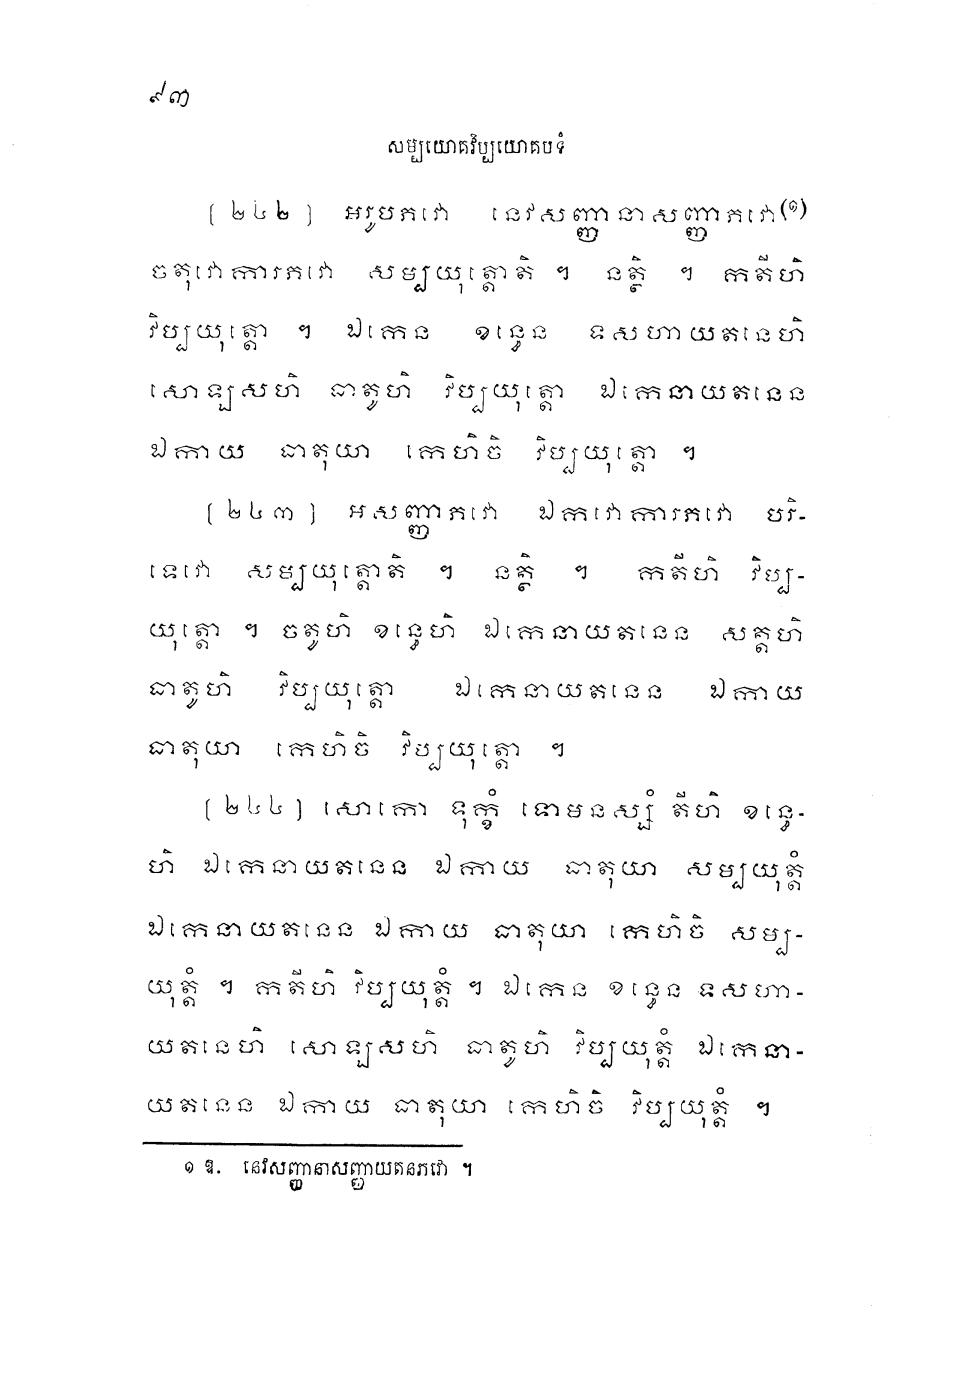 ៩៣
សម្បយោគវិប្បយោគបទំ
[២៤២] អរូបភវោ នេវសញ្ញានាសញ្ញាភវោ(១)
ចតុវោការភវោ សម្បយុត្តោតិ ។ នត្ថិ ។ កតីហិ
វិប្បយុត្តោ ។ ឯកេន ខន្ធេន ទសហាយតនេហិ
សោឡសហិ ធាតូហិ វិប្បយុត្តោ ឯកេនាយតនេន
ឯកាយ ធាតុយា កេហិចិ វិប្បយុត្តោ ។
[២៤៣] អសញ្ញាភវោ ឯកវោការភវោ បរិ-
ទេវោ សម្បយុត្តោតិ ។ នត្ថិ ។ កតីហិ វិប្ប-
យុត្តោ ។ ចតូហិ ខន្ធេហិ ឯកេនាយតនេន សត្តហិ
ធាតូហិ វិប្បយុត្តោ ឯកេនាយតនេន ឯកាយ
ធាតុយា កេហិចិ វិប្បយុត្តោ ។
[២៤៤] សោកោ ទុក្ខំ ទោមនស្សំ តីហិ ខន្ធេ-
ហិ ឯកេនាយតនេន ឯកាយ ធាតុយា សម្បយុត្តំ
ឯកេនាយតនេន ឯកាយ ធាតុយា កេហិចិ សម្ប-
យុត្តំ ។ កតីហិ វិប្បយុត្តំ ។ ឯកេន ខន្ធេន ទសហា-
យតនេហិ សោឡសហិ ធាតូហិ វិប្បយុត្តំ ឯកេនា-
យតនេន ឯកាយ ធាតុយា កេហិចិ វិប្បយុត្តំ ។
១ ឱ. នេវសញ្ញានាសញ្ញាយតនភវោ ។